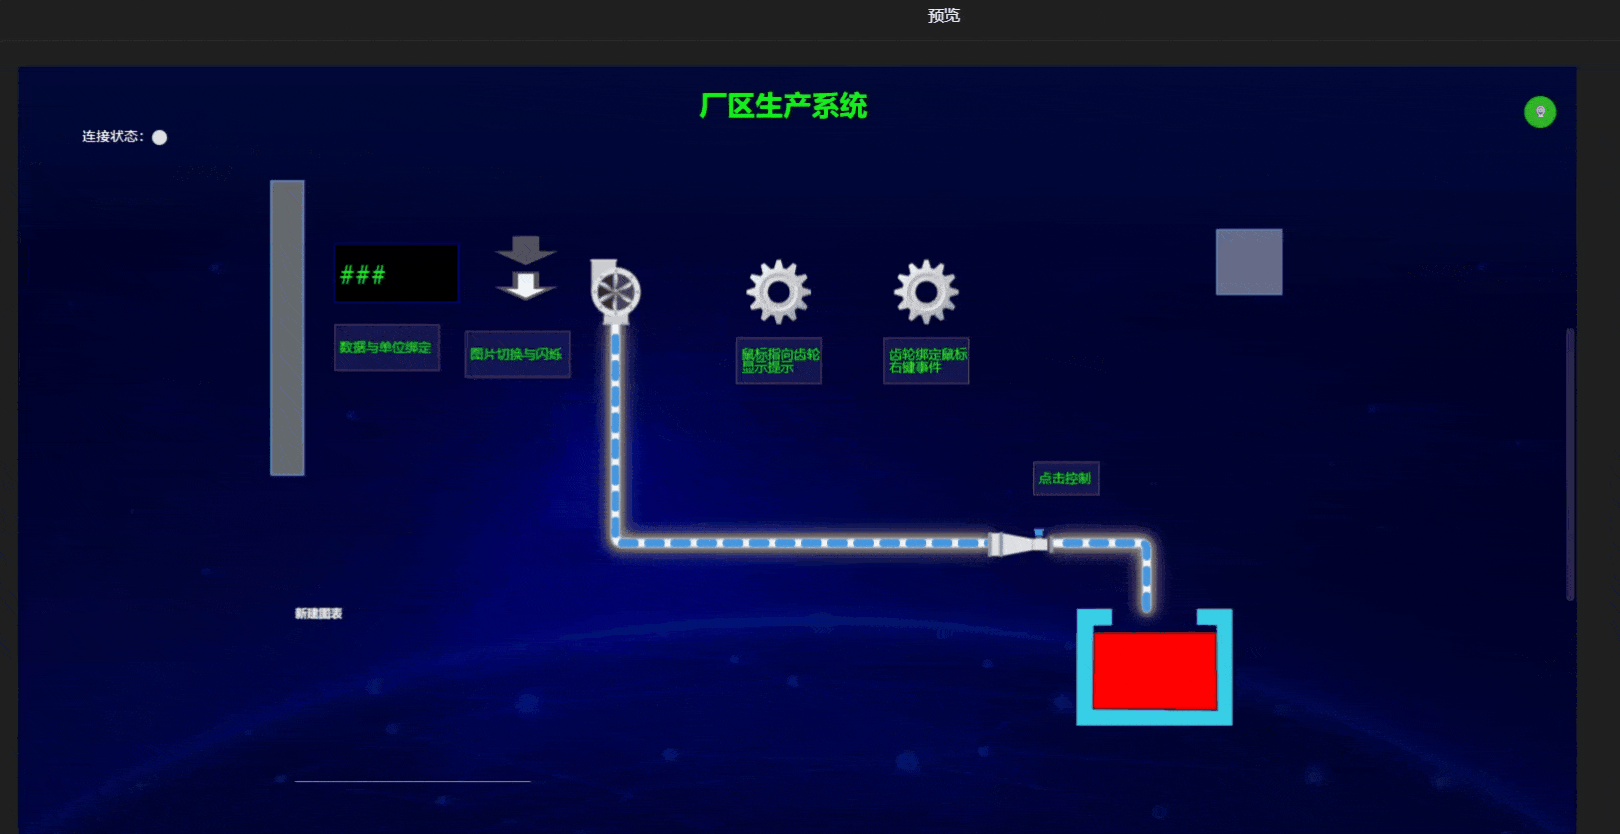 预览
厂区生产系统
连接状态:
###
数据与单位绑定
图片切换与闪烁
鼠标指向齿轮
显示提示
齿轮绑定鼠标
右键事件
点击控制
新建图表